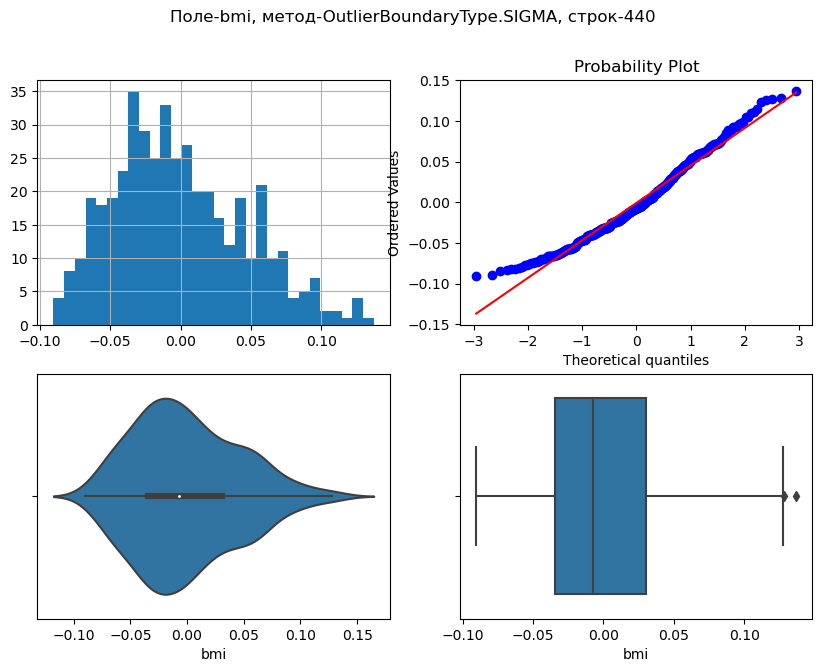 Поле-bmi, метод-OutlierBoundaryType.SIGMA, строк-440
35
30
25
20
15
10
5
0
−0.10 −0.05 0.00 0.05 0.10
Probability Plot
Ordered Values
0.15
0.10
0.05
0.00
−0.05
−0.10
−0.15
−3 −2 −1 0 1 2 3
Theoretical quantiles
−0.10 −0.05 0.00 0.05 0.10 0.15
bmi
−0.10 −0.05 0.00 0.05 0.10
bmi